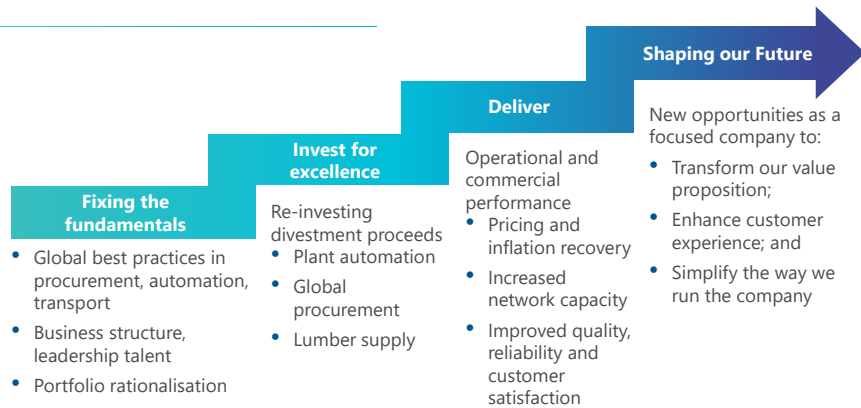 Fixing the
fundamentals
• Global best practices in
procurement, automation,
transport
• Business structure,
leadership talent
• Portfolio rationalisation
Invest for
excellence
Re-investing
divestment proceeds
• Plant automation
• Global
procurement
• Lumber supply
Deliver
Operational and
commercial
performance
• Pricing and
inflation recovery
• Increased
network capacity
• Improved quality,
reliability and
customer
satisfaction
Shaping our Future
New opportunities as a
focused company to:
• Transform our value
proposition;
• Enhance customer
experience; and
• Simplify the way we
run the company